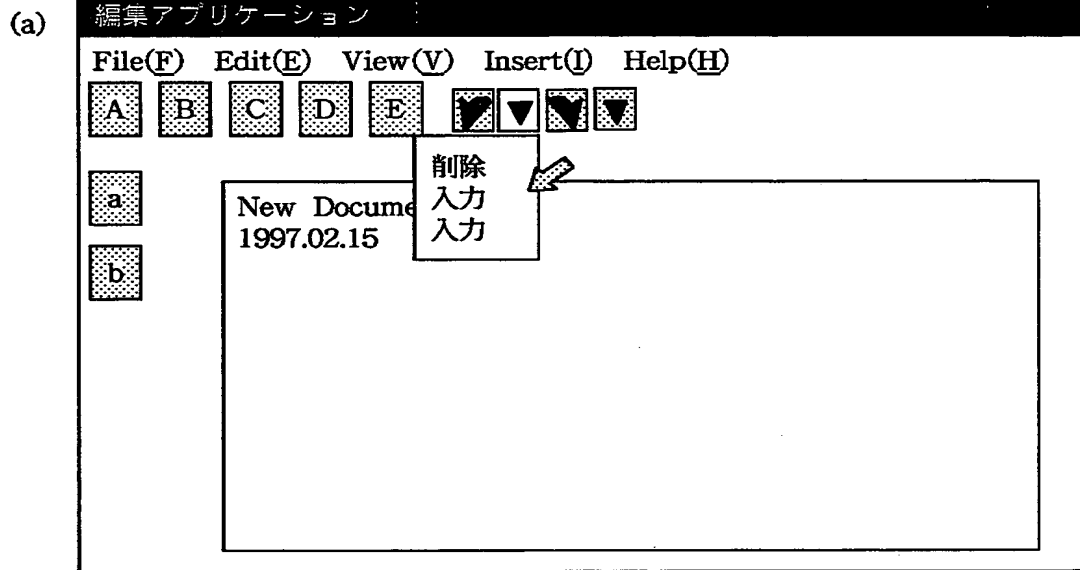 (a)
編集アプリケーション
File(F) Edit(E) View(V) Insert(I) Help(H)
A B C D E
削除
入力
入力
a
b
New Docume
1997.02.15